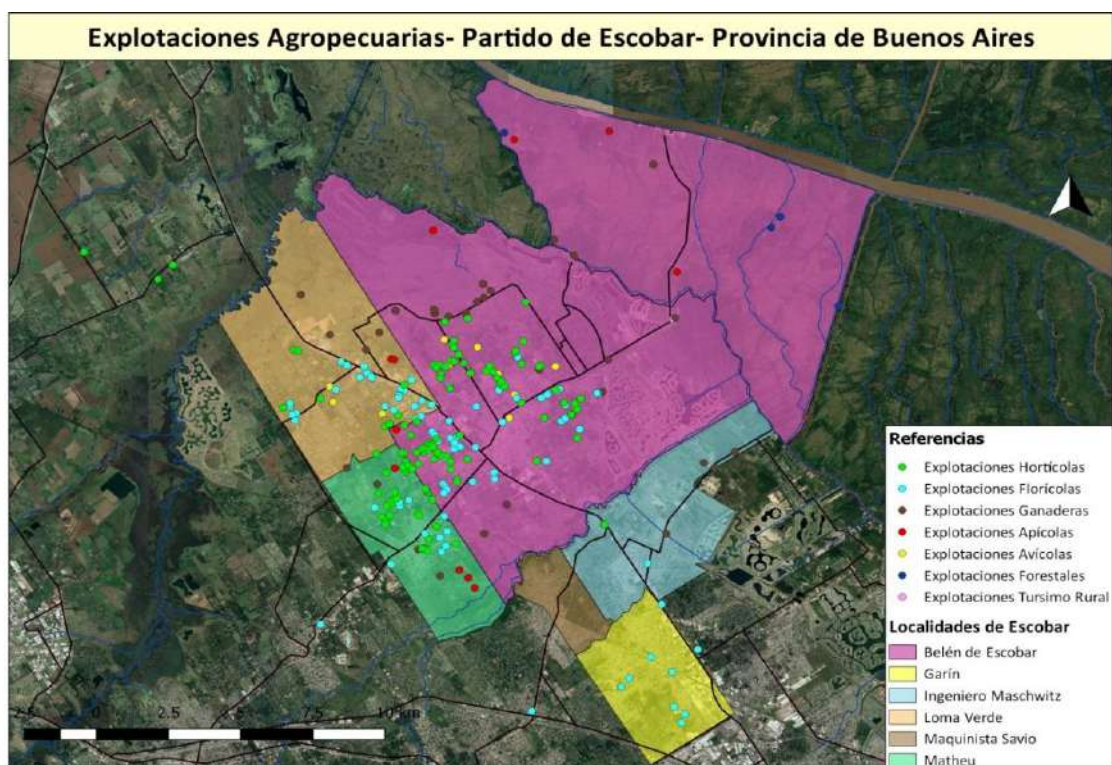 Explotaciones Agropecuarias- Partido de Escobar- Provincia de Buenos Aires
Referencias
Explotaciones Hortícolas
Explotaciones Florícolas
Explotaciones Ganaderas
Explotaciones Apícolas
Explotaciones Avícolas
Explotaciones Forestales
Explotaciones Tursimo Rural
Localidades de Escobar
Belén de Escobar
Garín
Ingeniero Maschwitz
Loma Verde
Maquinista Savio
Matheu
2.5 0 2.5 5 7.5 10 km